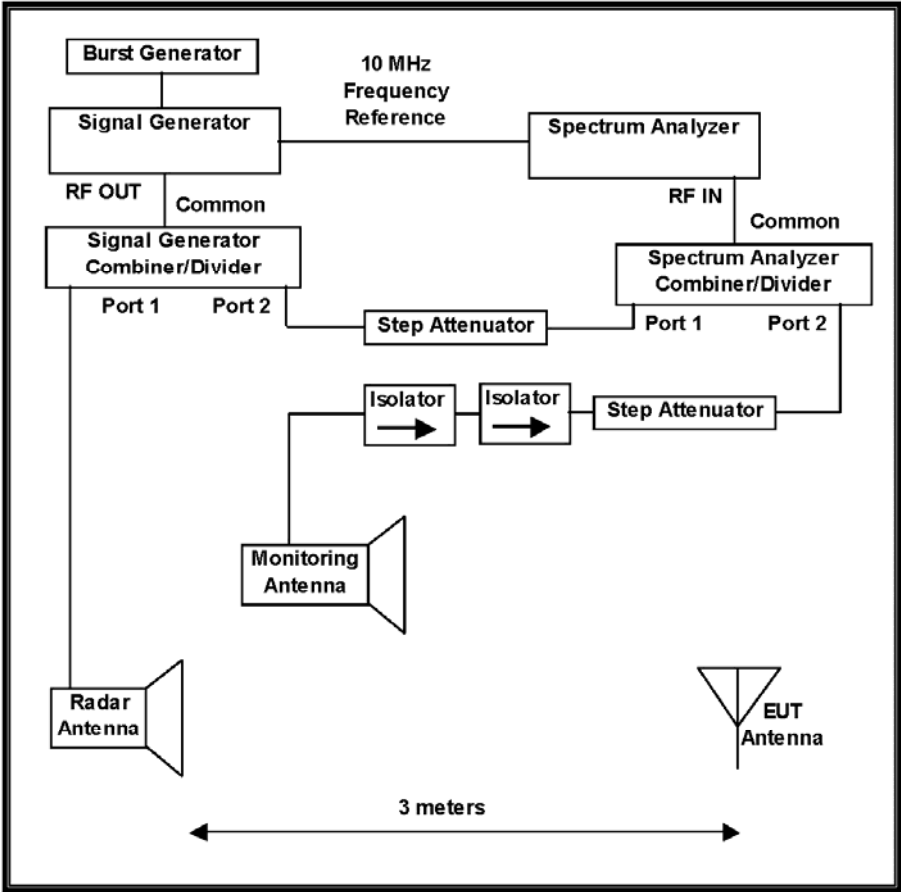 Burst Generator
10 MHz
Frequency
Reference
Signal Generator
Spectrum Analyzer
RF OUT
Common
RF IN
Common
Signal Generator
Combiner/Divider
Spectrum Analyzer
Combiner/Divider
Port 1
Port 2
Step Attenuator
Port 1
Port 2
Isolator
Isolator
Step Attenuator
Monitoring
Antenna
Radar
Antenna
EUT
Antenna
3 meters